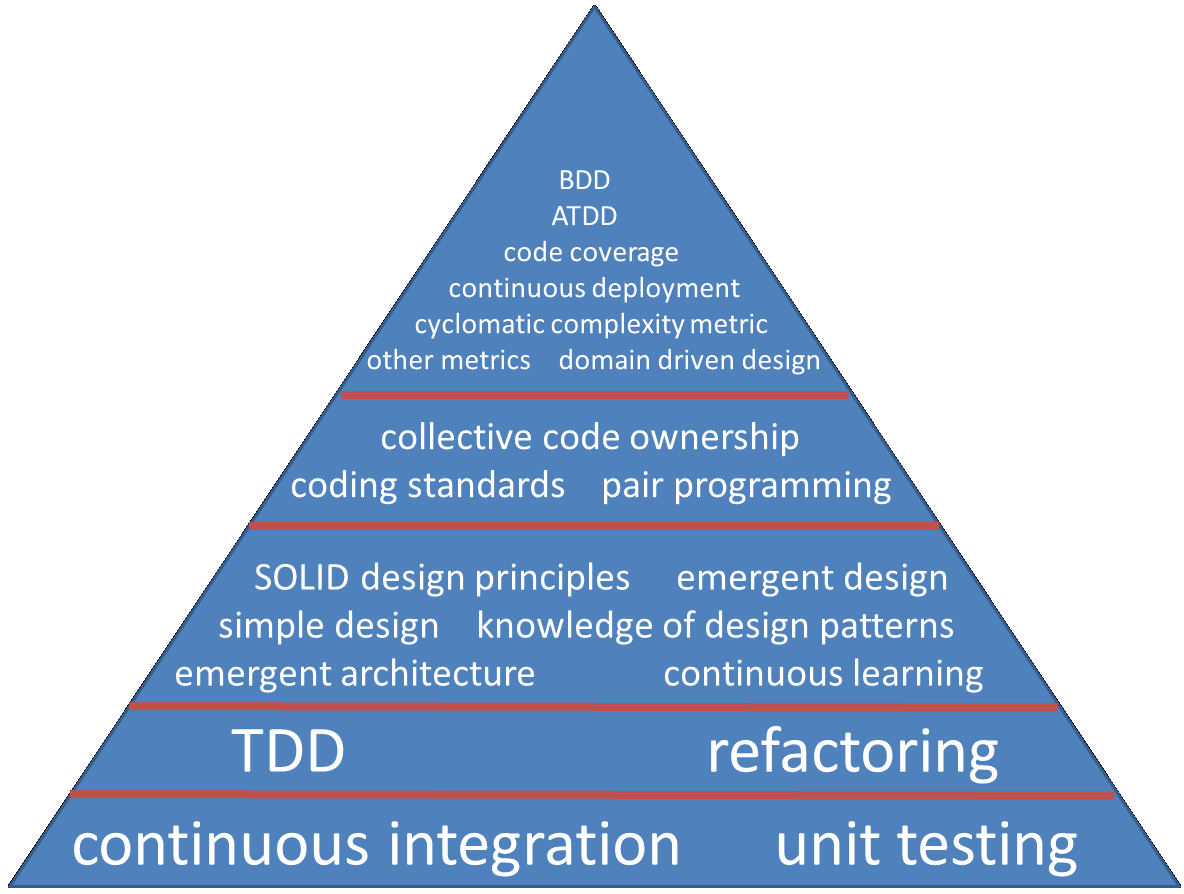 BDD
ATDD
code coverage
continuous deployment
cyclomatic complexity metric
other metrics domain driven design
collective code ownership
coding standards pair programming
SOLID design principles emergent design
simple design knowledge of design patterns
emergent architecture continuous learning
TDD refactoring
continuous integration unit testing